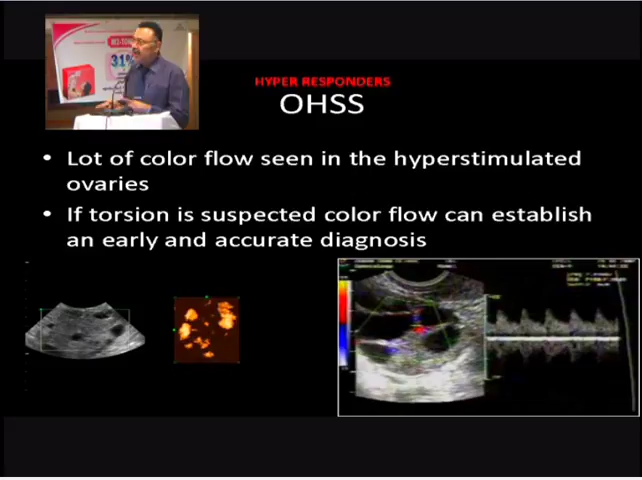 31%
HYPER RESPONDERS
OHSS
• Lot of color flow seen in the hyperstimulated
ovaries
• If torsion is suspected color flow can establish
an early and accurate diagnosis